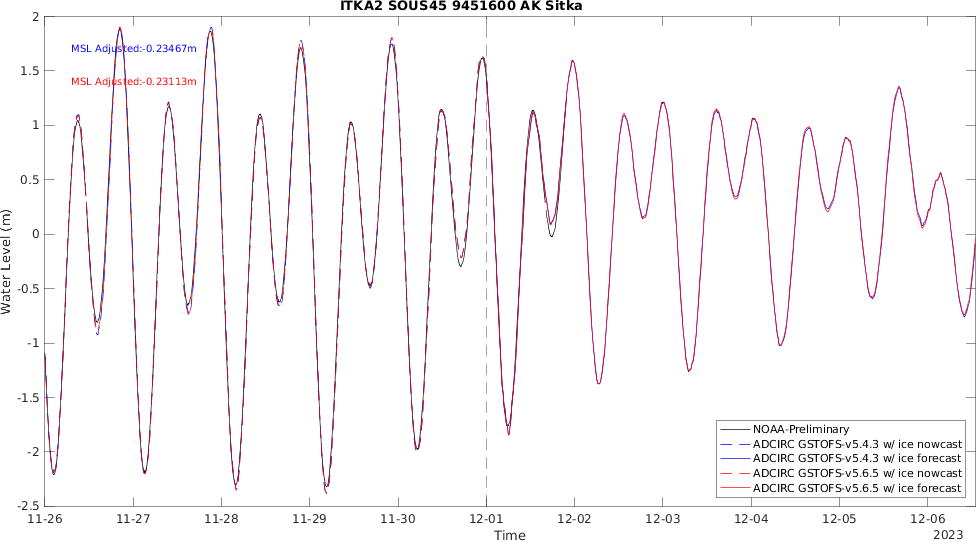 ITKA2 SOUS45 9451600 AK Sitka
MSL Adjusted:-0.23467m
MSL Adjusted:-0.23113m
Water Level (m)
2
1.5
1
0.5
0
-0.5
-1
-1.5
-2
-2.5
NOAA-Preliminary
ADCIRC GSTOFS-v5.4.3 w/ ice nowcast
ADCIRC GSTOFS-v5.4.3 w/ ice forecast
ADCIRC GSTOFS-v5.6.5 w/ ice nowcast
ADCIRC GSTOFS-v5.6.5 w/ ice forecast
11-26 11-27 11-28 11-29 11-30 12-01 12-02 12-03 12-04 12-05 12-06
Time
2023